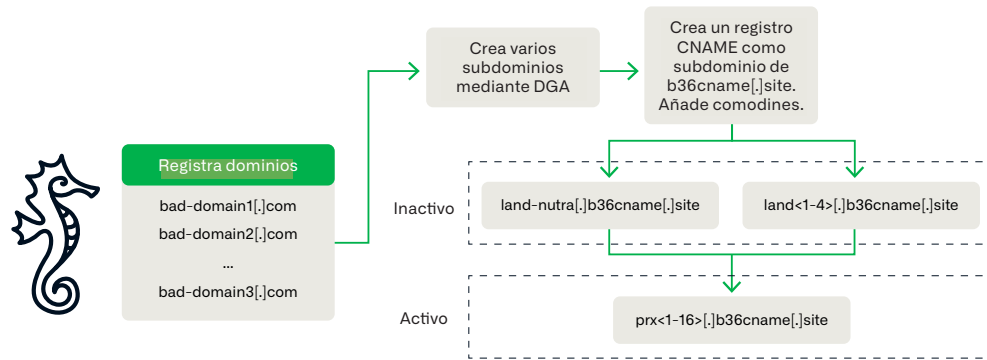 Registra dominios
bad-domain1[.]com
bad-domain2[.]com
...
bad-domain3[.]com
Crea varios
subdominios
mediante DGA
Crea un registro
CNAME como
subdominio de
b36cname[.]site.
Añade comodines.
Inactivo
land-nutra[.]b36cname[.]site
land<1-4>[.]b36cname[.]site
Activo
prx<1-16>[.]b36cname[.]site